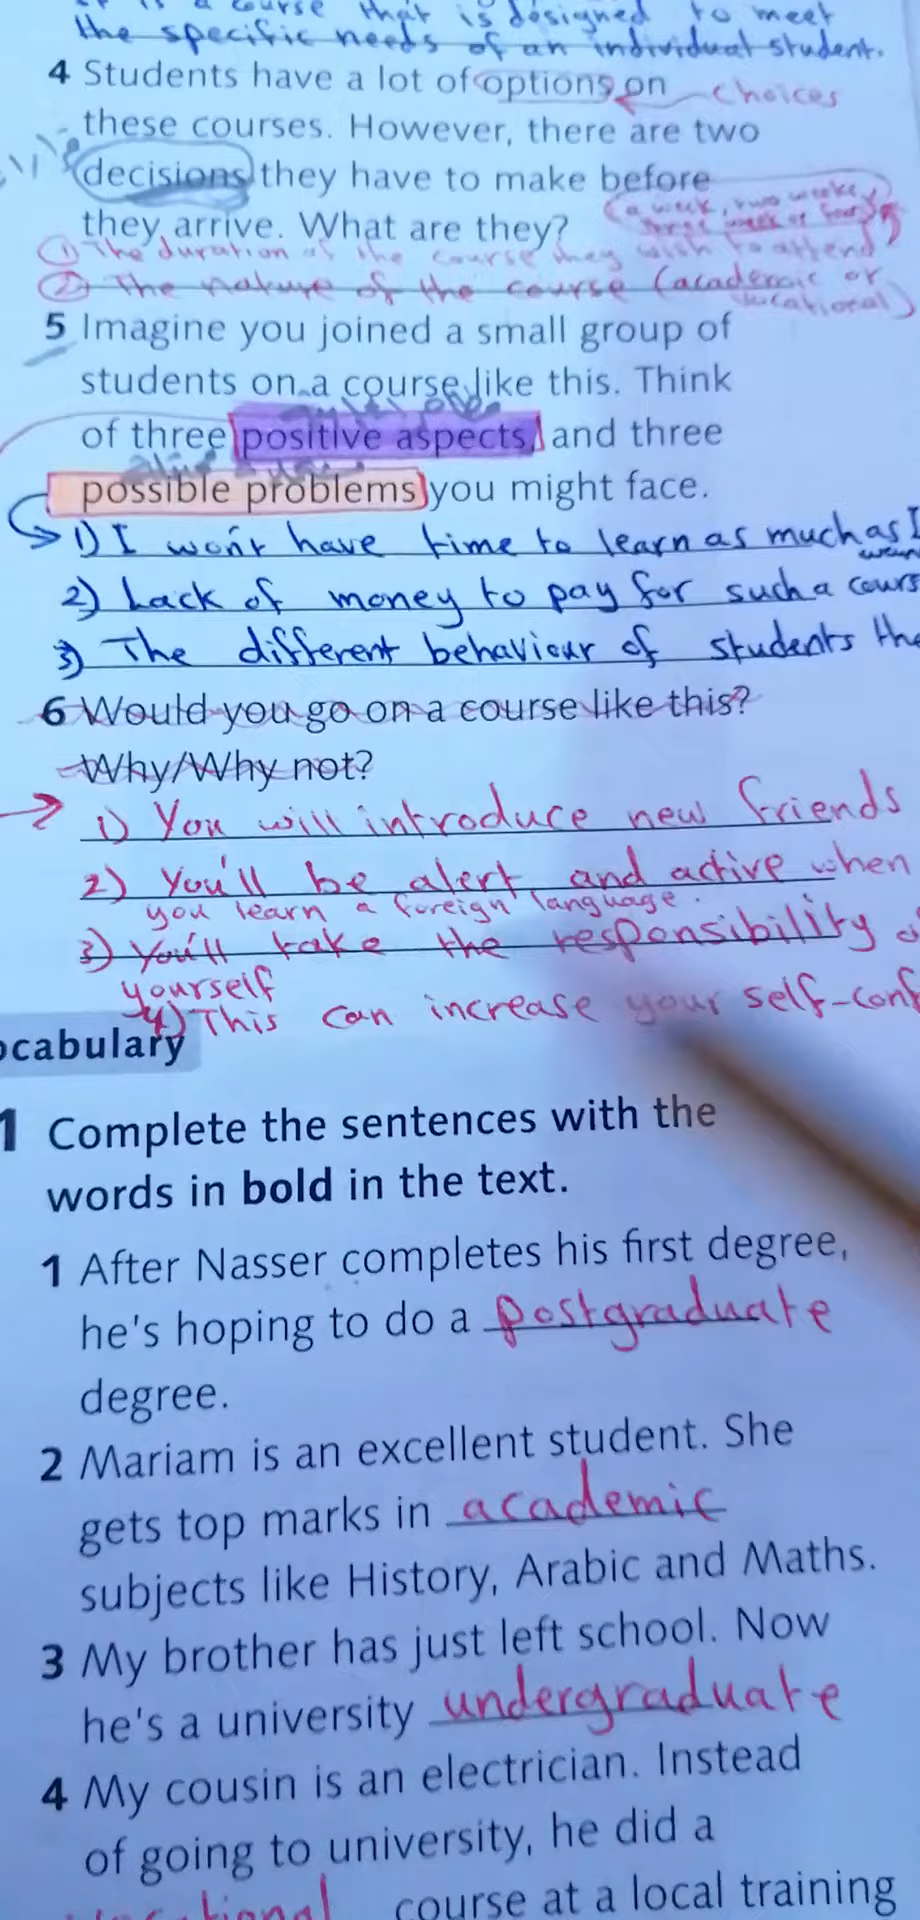 is a course that is designed to meet
the specific needs of an individual student.
4 Students have a lot of options on choices
these courses. However, there are two
decisions they have to make before
they arrive. What are they? (a week, two weeks,
① The duration of the course they wish to attend
② The nature of the course (academic or
vocational)
5 Imagine you joined a small group of
students on a course like this. Think
of three positive aspects, and three
possible problems you might face.
1) I won't have time to learn as much as I
2) Lack of money to pay for such a cours
3) The different behaviour of students the
6 Would you go on a course like this?
Why/Why not?
1) You will introduce new friends
2) You'll be alert and active when
you learn a foreign language.
3) You'll take the responsibility of
yourself
4) This can increase your self-conf
ocabulary
1 Complete the sentences with the
words in bold in the text.
1 After Nasser completes his first degree,
he's hoping to do a postgraduate
degree.
2 Mariam is an excellent student. She
gets top marks in academic
subjects like History, Arabic and Maths.
3 My brother has just left school. Now
he's a university undergraduate
4 My cousin is an electrician. Instead
of going to university, he did a
vocational course at a local training